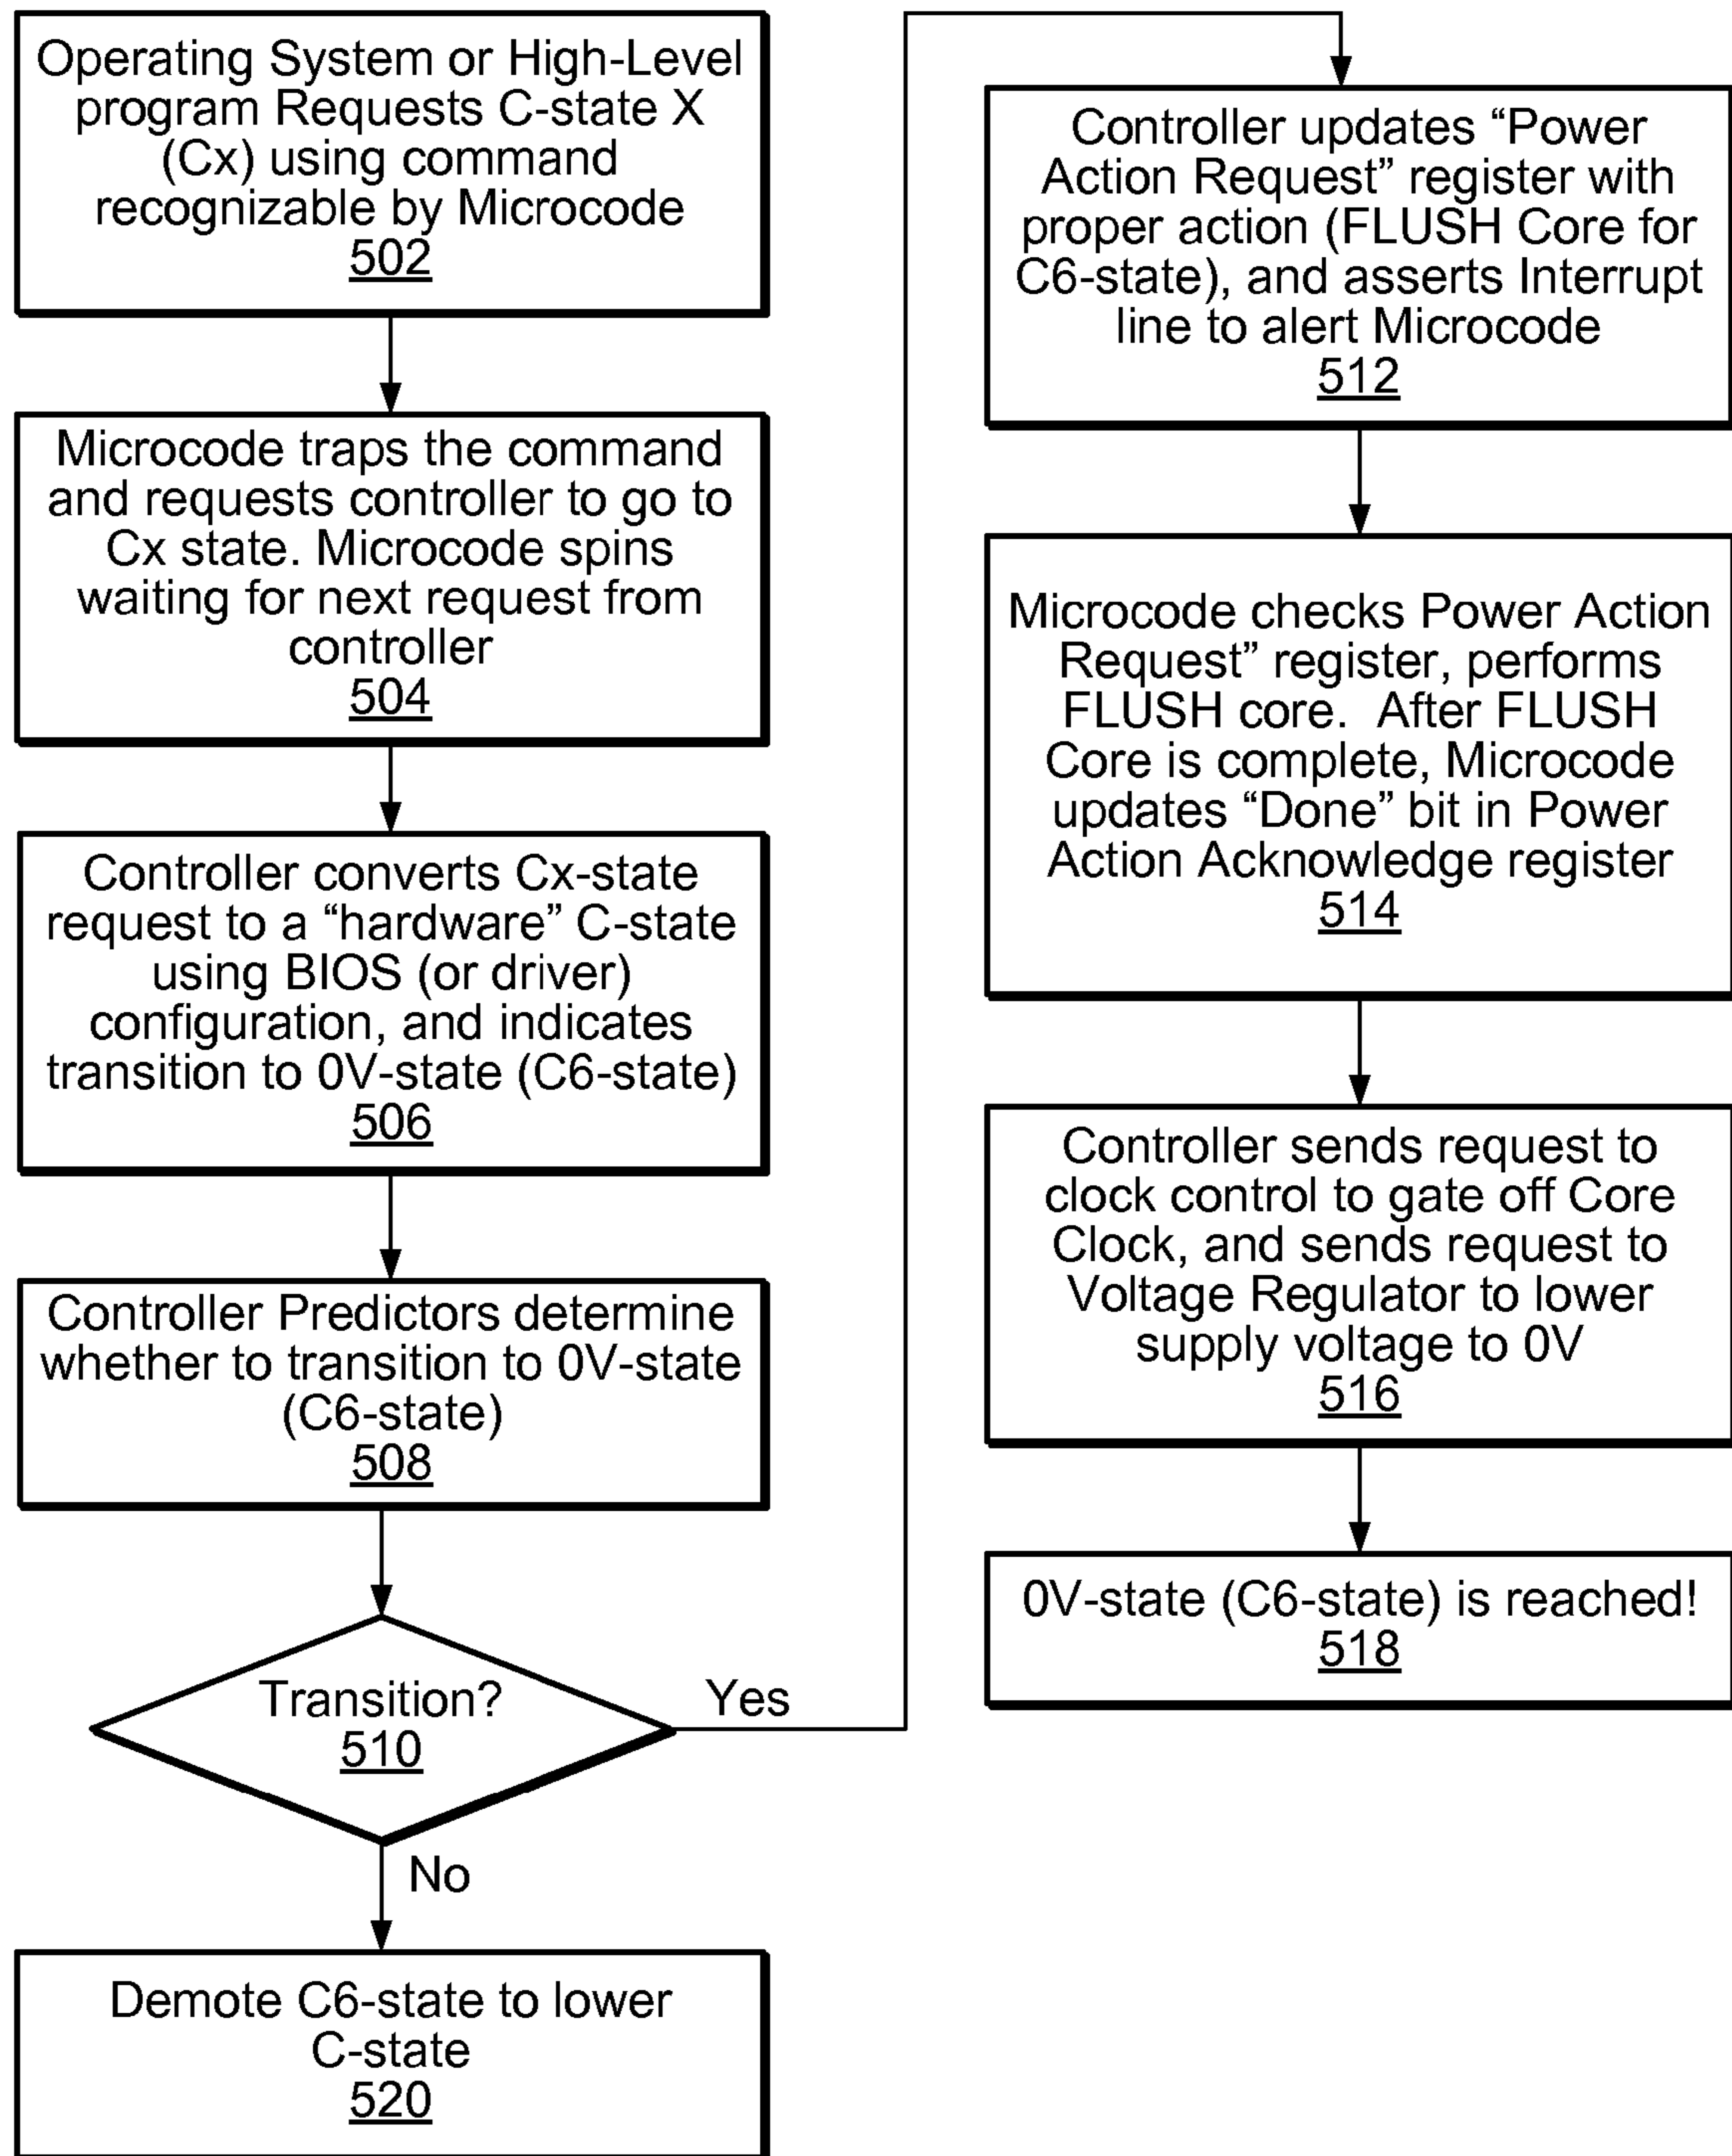 Operating System or High-Level
program Requests C-state X
(Cx) using command
recognizable by Microcode
502
Microcode traps the command
and requests controller to go to
Cx state. Microcode spins
waiting for next request from
controller
504
Controller converts Cx-state
request to a “hardware” C-state
using BIOS (or driver)
configuration, and indicates
transition to 0V-state (C6-state)
506
Controller Predictors determine
whether to transition to 0V-state
(C6-state)
508
Transition?
510
Yes
No
Demote C6-state to lower
C-state
520
Controller updates “Power
Action Request” register with
proper action (FLUSH Core for
C6-state), and asserts Interrupt
line to alert Microcode
512
Microcode checks Power Action
Request” register, performs
FLUSH core. After FLUSH
Core is complete, Microcode
updates “Done” bit in Power
Action Acknowledge register
514
Controller sends request to
clock control to gate off Core
Clock, and sends request to
Voltage Regulator to lower
supply voltage to 0V
516
0V-state (C6-state) is reached!
518